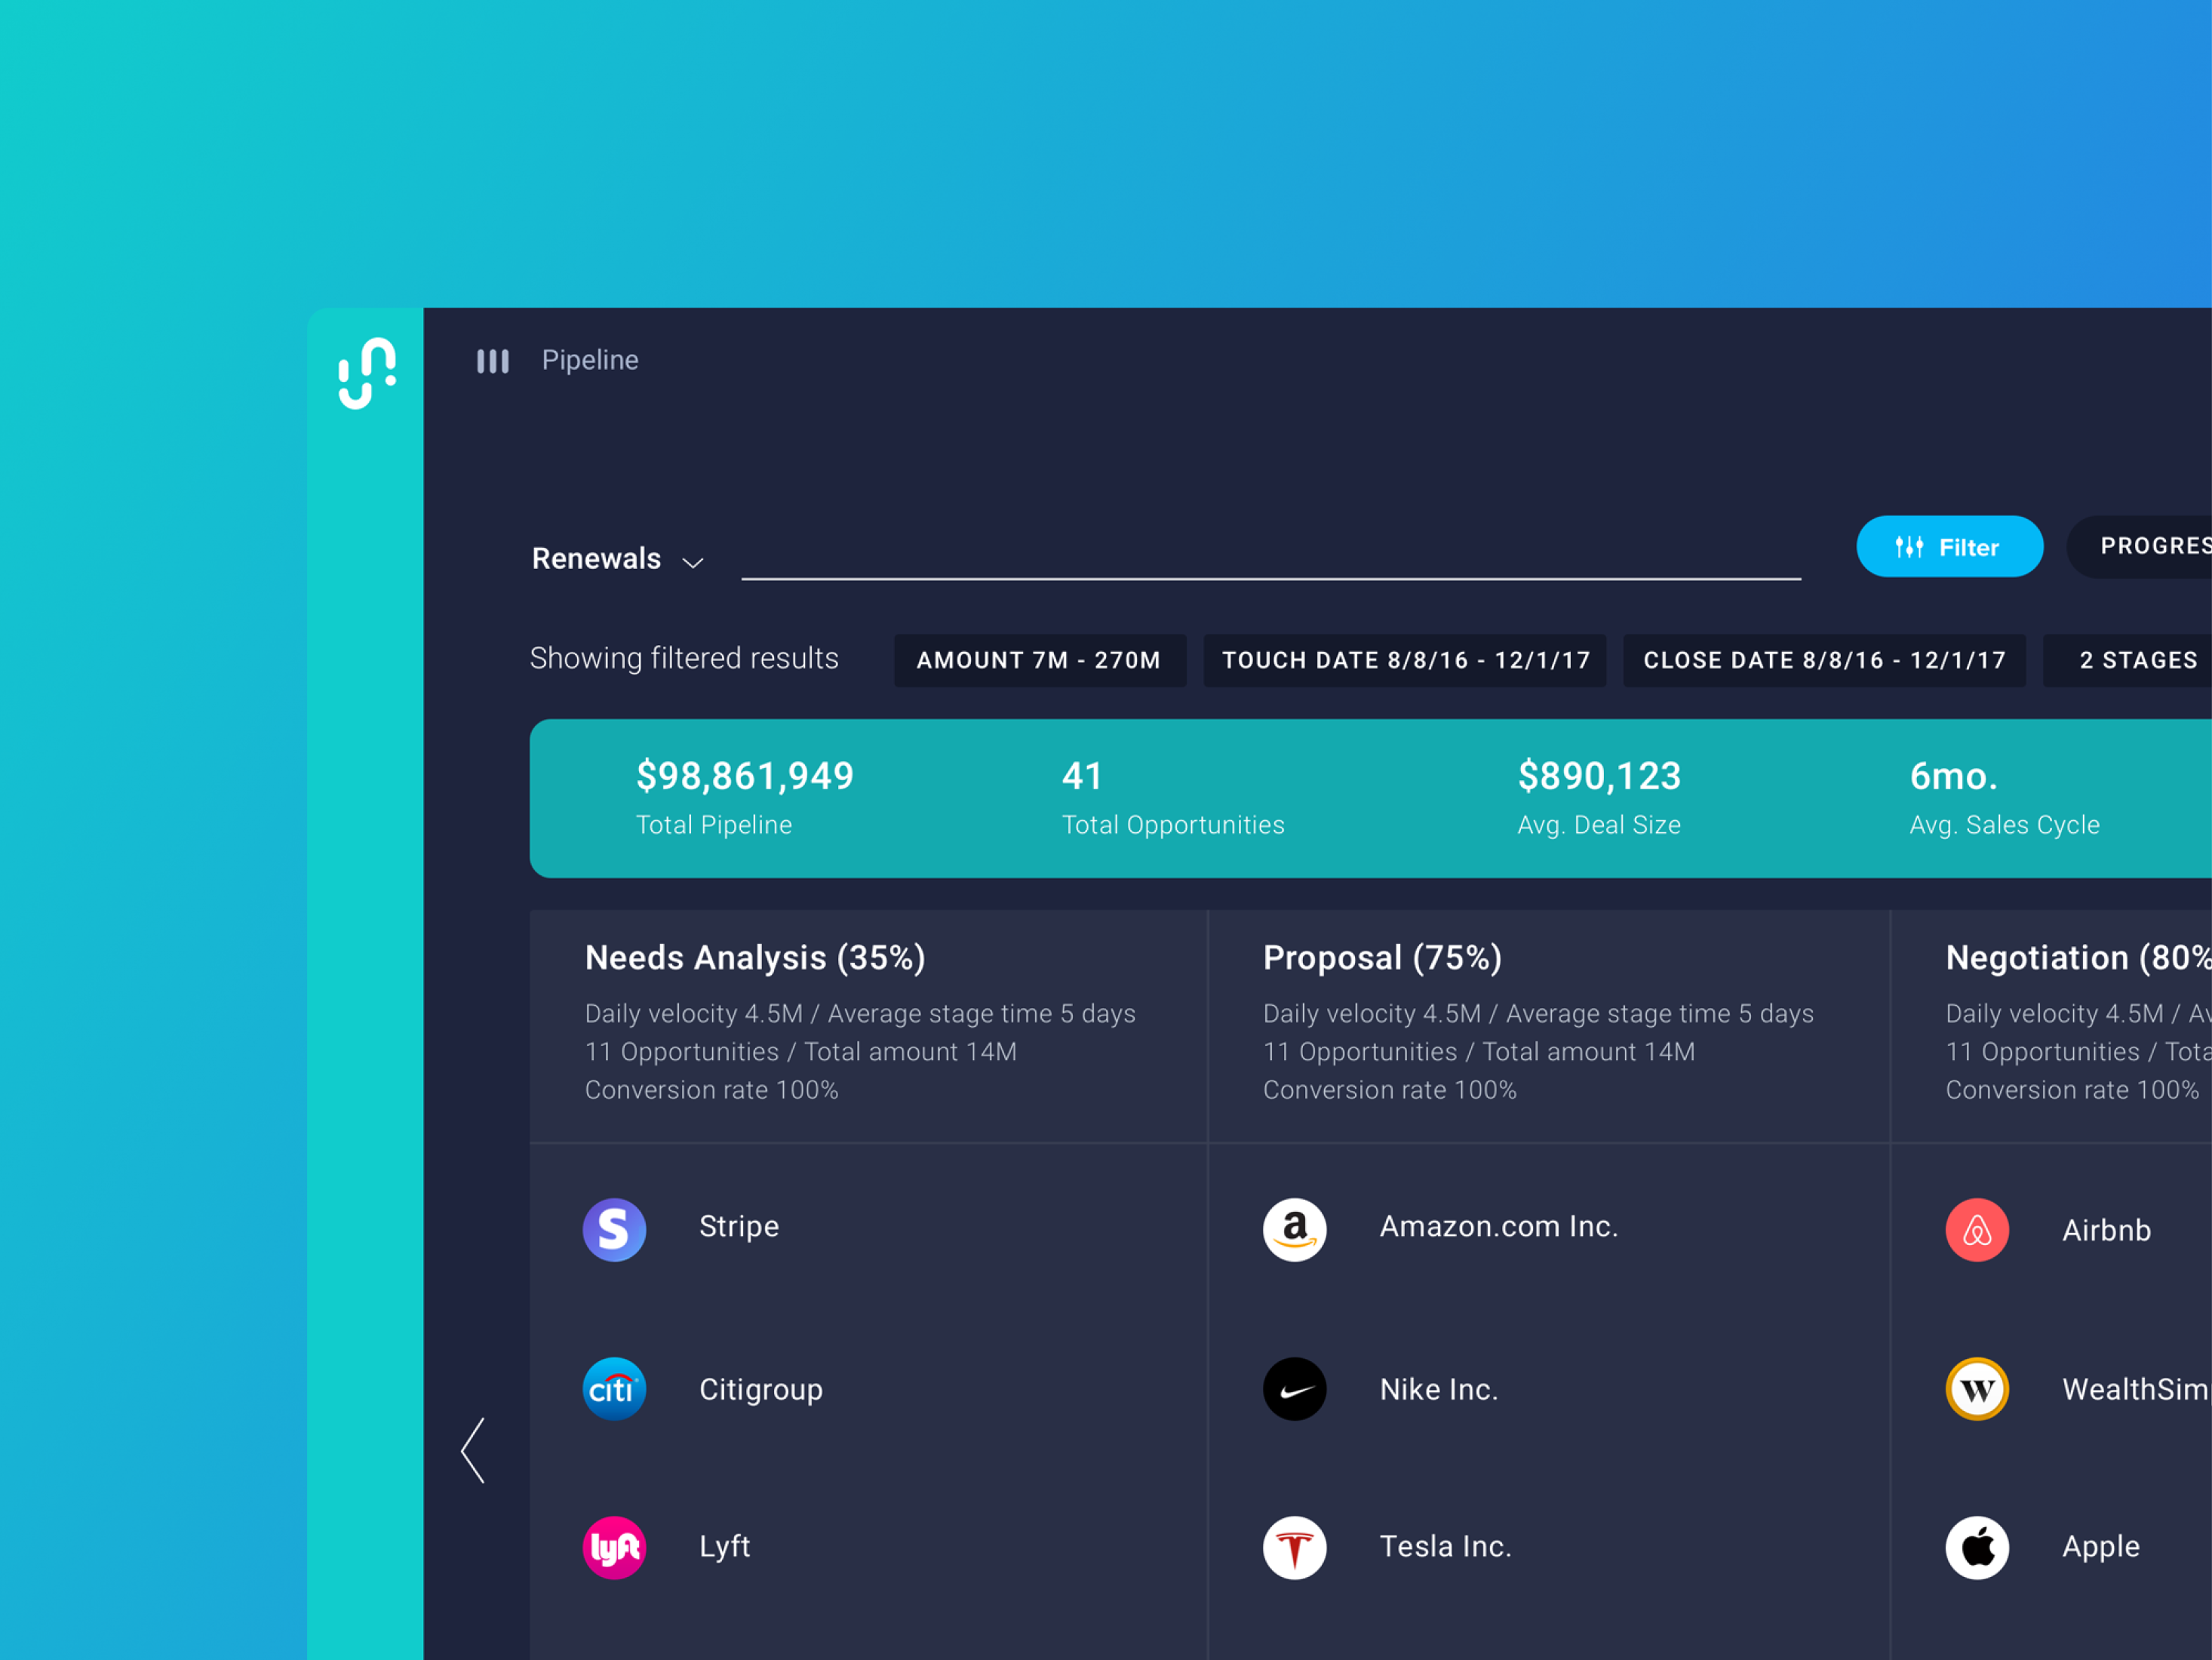 Pipeline
Renewals
Filter
PROGRES
Showing filtered results
AMOUNT 7M - 270M
TOUCH DATE 8/8/16 - 12/1/17
CLOSE DATE 8/8/16 - 12/1/17
2 STAGES
$98,861,949
Total Pipeline
41
Total Opportunities
$890,123
Avg. Deal Size
6mo.
Avg. Sales Cycle
Needs Analysis (35%)
Daily velocity 4.5M / Average stage time 5 days
11 Opportunities / Total amount 14M
Conversion rate 100%
Proposal (75%)
Daily velocity 4.5M / Average stage time 5 days
11 Opportunities / Total amount 14M
Conversion rate 100%
Negotiation (80%
Daily velocity 4.5M / Av
11 Opportunities / Tota
Conversion rate 100%
S
Stripe
citi
Citigroup
lyft
Lyft
a
Amazon.com Inc.
Nike Inc.
T
Tesla Inc.
Airbnb
W
WealthSim
Apple